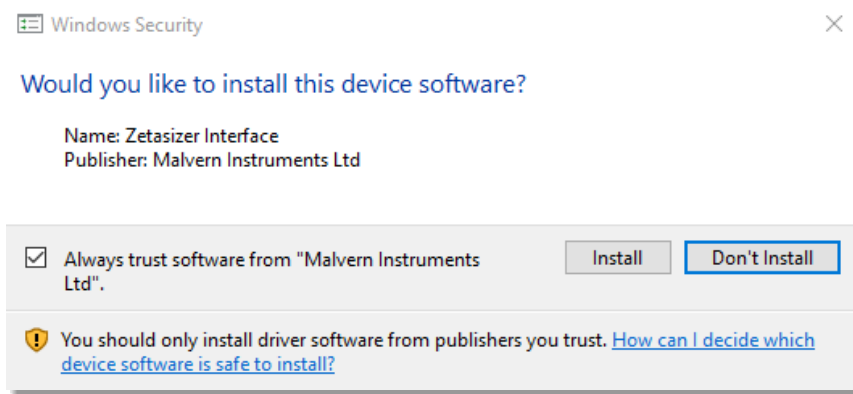 Windows Security
Would you like to install this device software?
Name: Zetasizer Interface
Publisher: Malvern Instruments Ltd
Always trust software from "Malvern Instruments
Ltd".
Install
Don't Install
You should only install driver software from publishers you trust. How can I decide which
device software is safe to install?